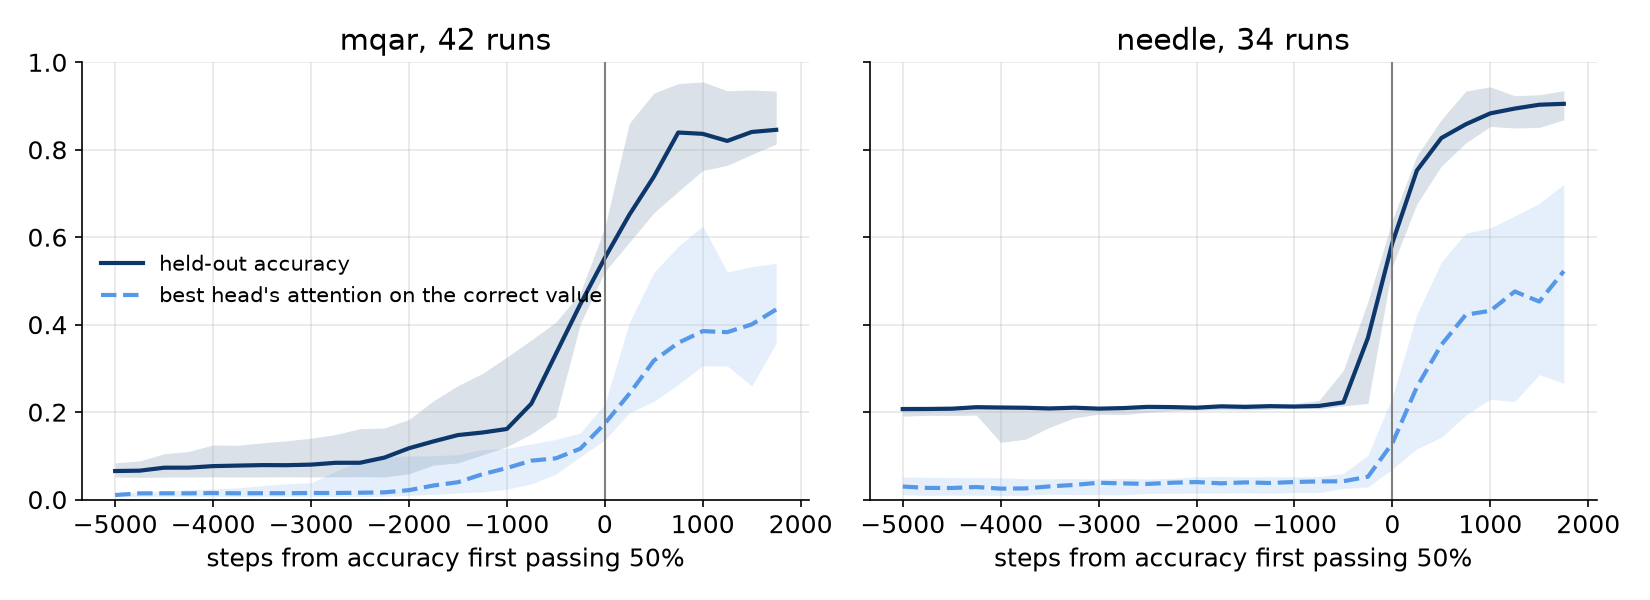 mqar, 42 runs
needle, 34 runs
1.0
0.8
0.6
0.4
0.2
0.0
held-out accuracy
best head's attention on the correct value
−5000 −4000 −3000 −2000 −1000 0 1000 2000
−5000 −4000 −3000 −2000 −1000 0 1000 2000
steps from accuracy first passing 50%
steps from accuracy first passing 50%